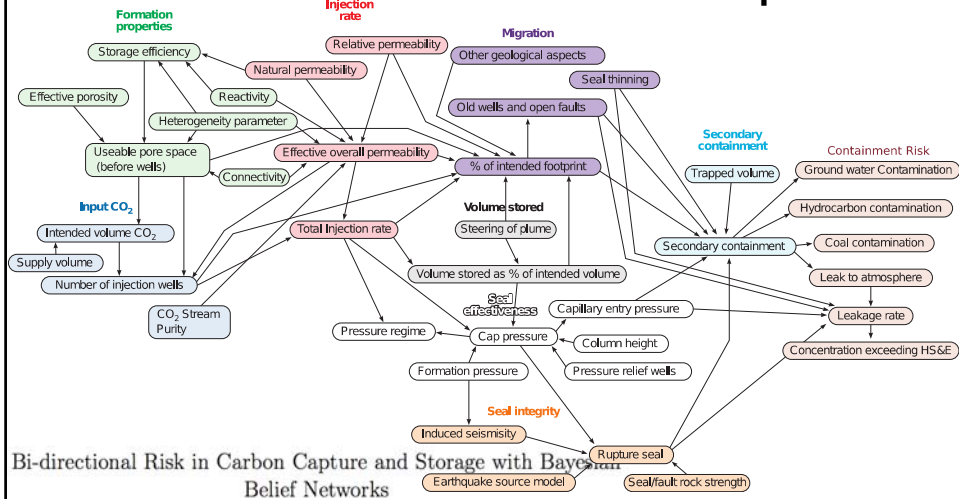 Injection
rate
Formation
properties
Relative permeability
Migration
Storage efficiency
Other geological aspects
Natural permeability
Seal thinning
Effective porosity
Reactivity
Old wells and open faults
Heterogeneity parameter
Secondary
containment
Useable pore space
(before wells)
Effective overall permeability
% of intended footprint
Containment Risk
Trapped volume
Ground water Contamination
Connectivity
Input CO₂
Volume stored
Hydrocarbon contamination
Intended volume CO₂
Total Injection rate
Steering of plume
Secondary containment
Coal contamination
Supply volume
Number of injection wells
Volume stored as % of intended volume
Leak to atmosphere
Seal
effectiveness
CO₂ Stream
Purity
Capillary entry pressure
Leakage rate
Pressure regime
Cap pressure
Column height
Concentration exceeding HS&E
Formation pressure
Pressure relief wells
Seal integrity
Induced seismisity
Rupture seal
Bi-directional Risk in Carbon Capture and Storage with Bayesian
Earthquake source model
Seal/fault rock strength
Belief Networks